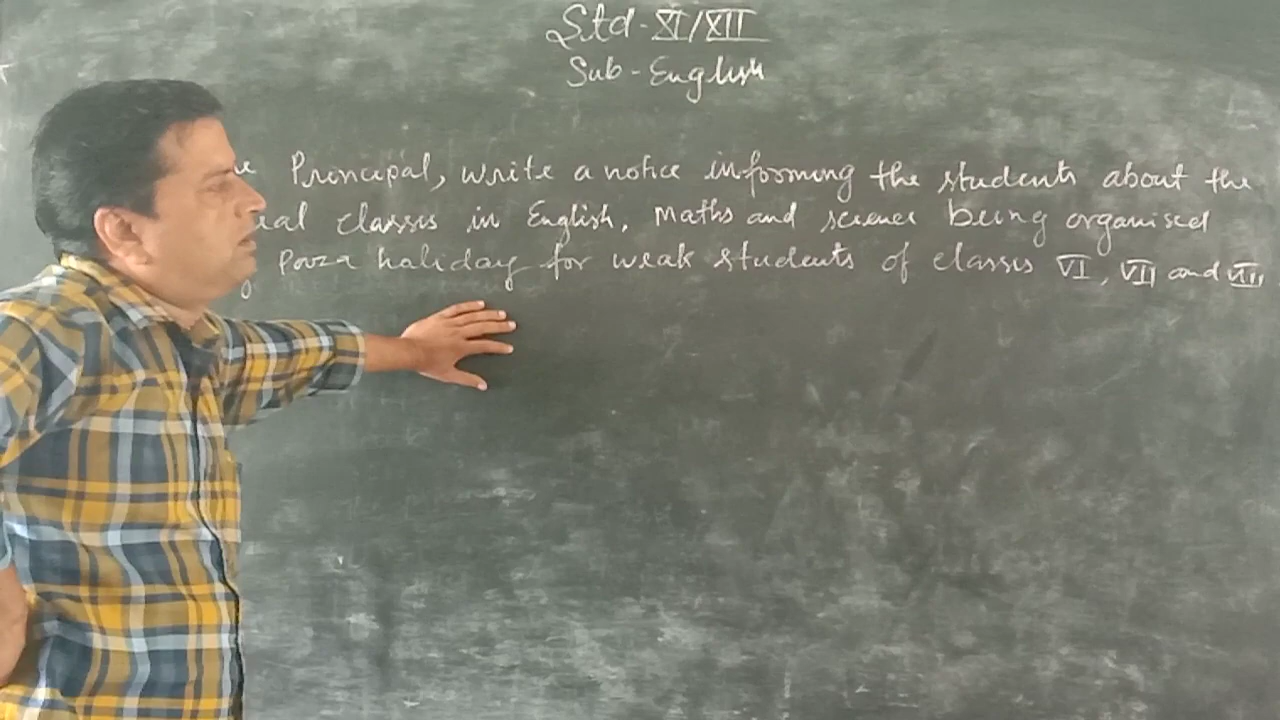 Std - XI/XII
Sub - English
Principal, write a notice informing the students about the
classes in English, Maths and science being organised
Pooza haliday for weak students of classes VI, VII and VIII